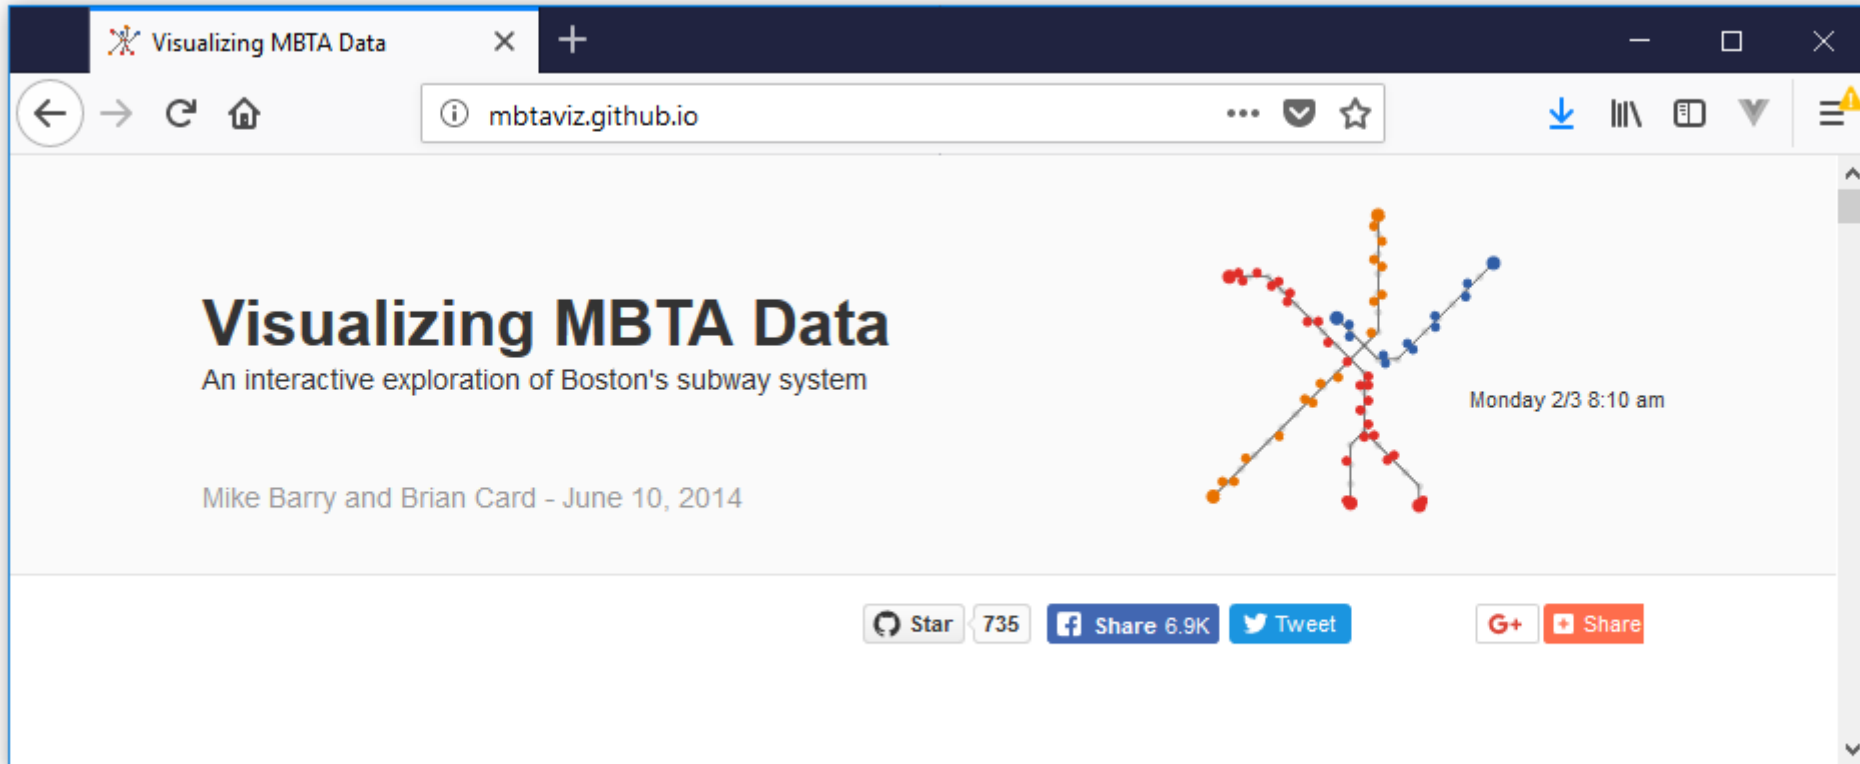 Visualizing MBTA Data
mbtaviz.github.io
Visualizing MBTA Data
An interactive exploration of Boston's subway system
Monday 2/3 8:10 am
Mike Barry and Brian Card - June 10, 2014
Star 735 Share 6.9K Tweet G+ Share